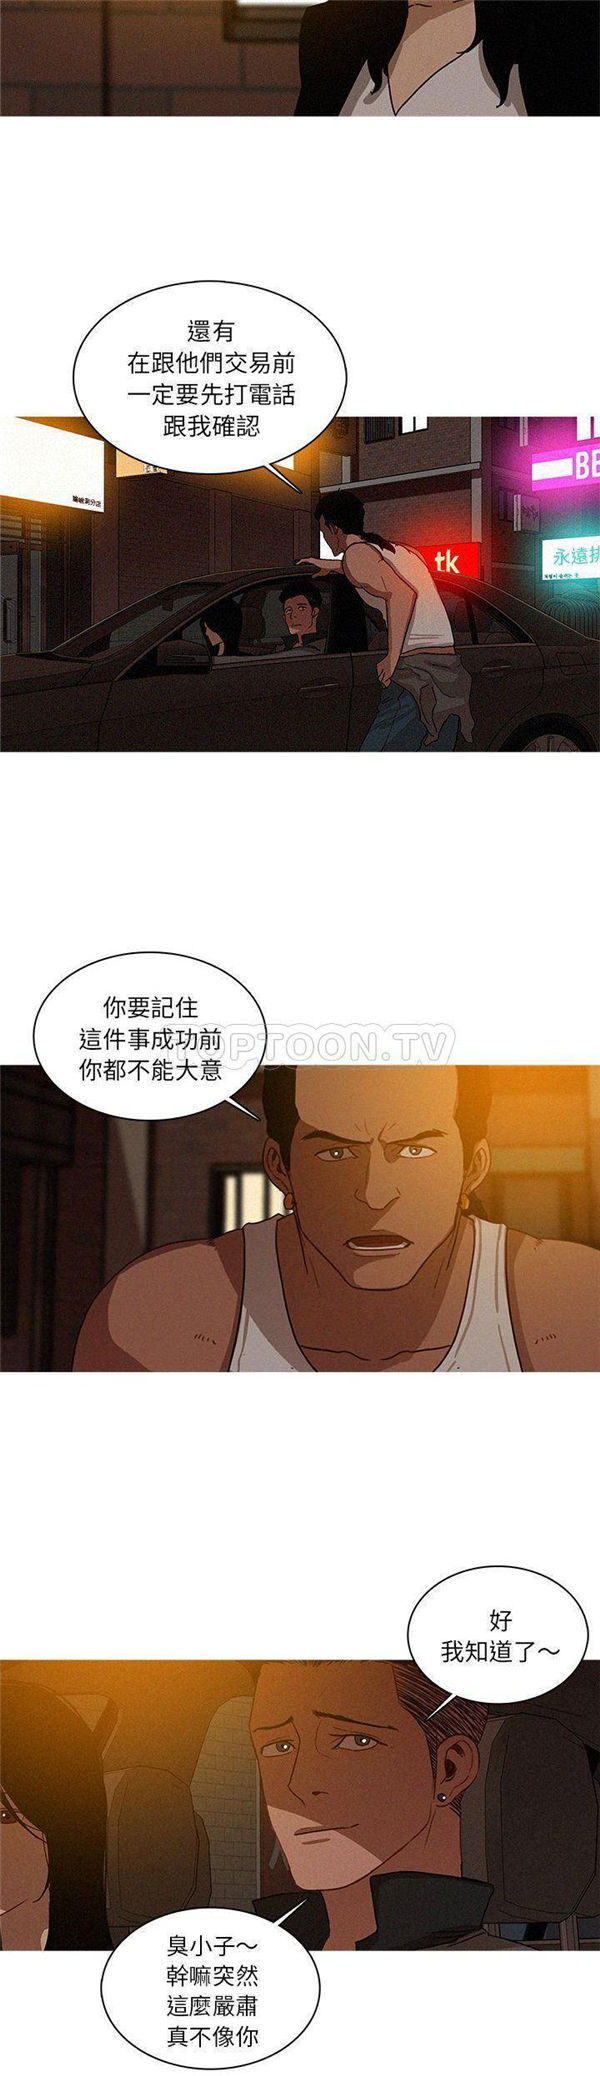 還有
在跟他們交易前
一定要先打電話
跟我確認
BB
tk
永遠排
你要記住
這件事成功前
你都不能大意
TOPTOON.TV
好
我知道了～
臭小子～
幹嘛突然
這麼嚴肅
真不像你